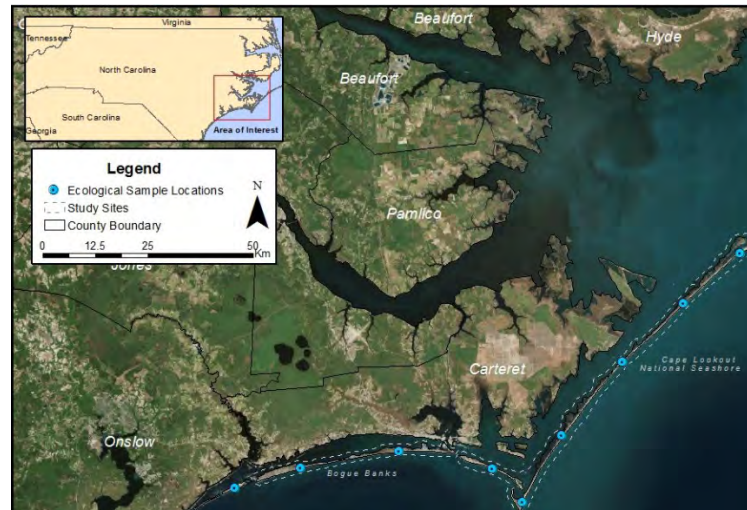 Virginia
Tennessee
North Carolina
South Carolina
Georgia
Area of Interest
Legend
Ecological Sample Locations
Study Sites
County Boundary
N
0 12.5 25 50
Km
Beaufort
Beaufort
Hyde
Pamlico
Jones
Carteret
Cape Lookout
National Seashore
Onslow
Bogue Banks